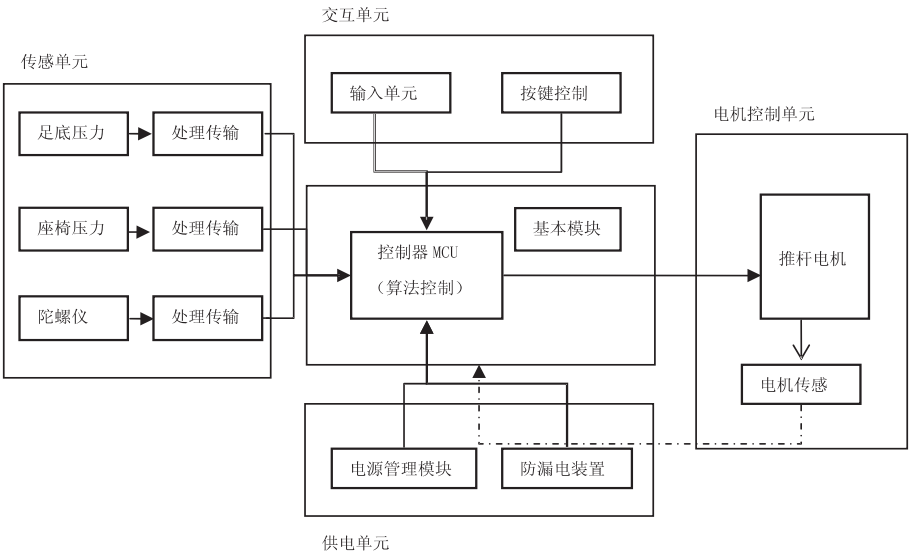 交互单元
传感单元
输入单元
按键控制
电机控制单元
足底压力
处理传输
座椅压力
处理传输
基本模块
控制器 MCU
（算法控制）
推杆电机
陀螺仪
处理传输
电机传感
电源管理模块
防漏电装置
供电单元